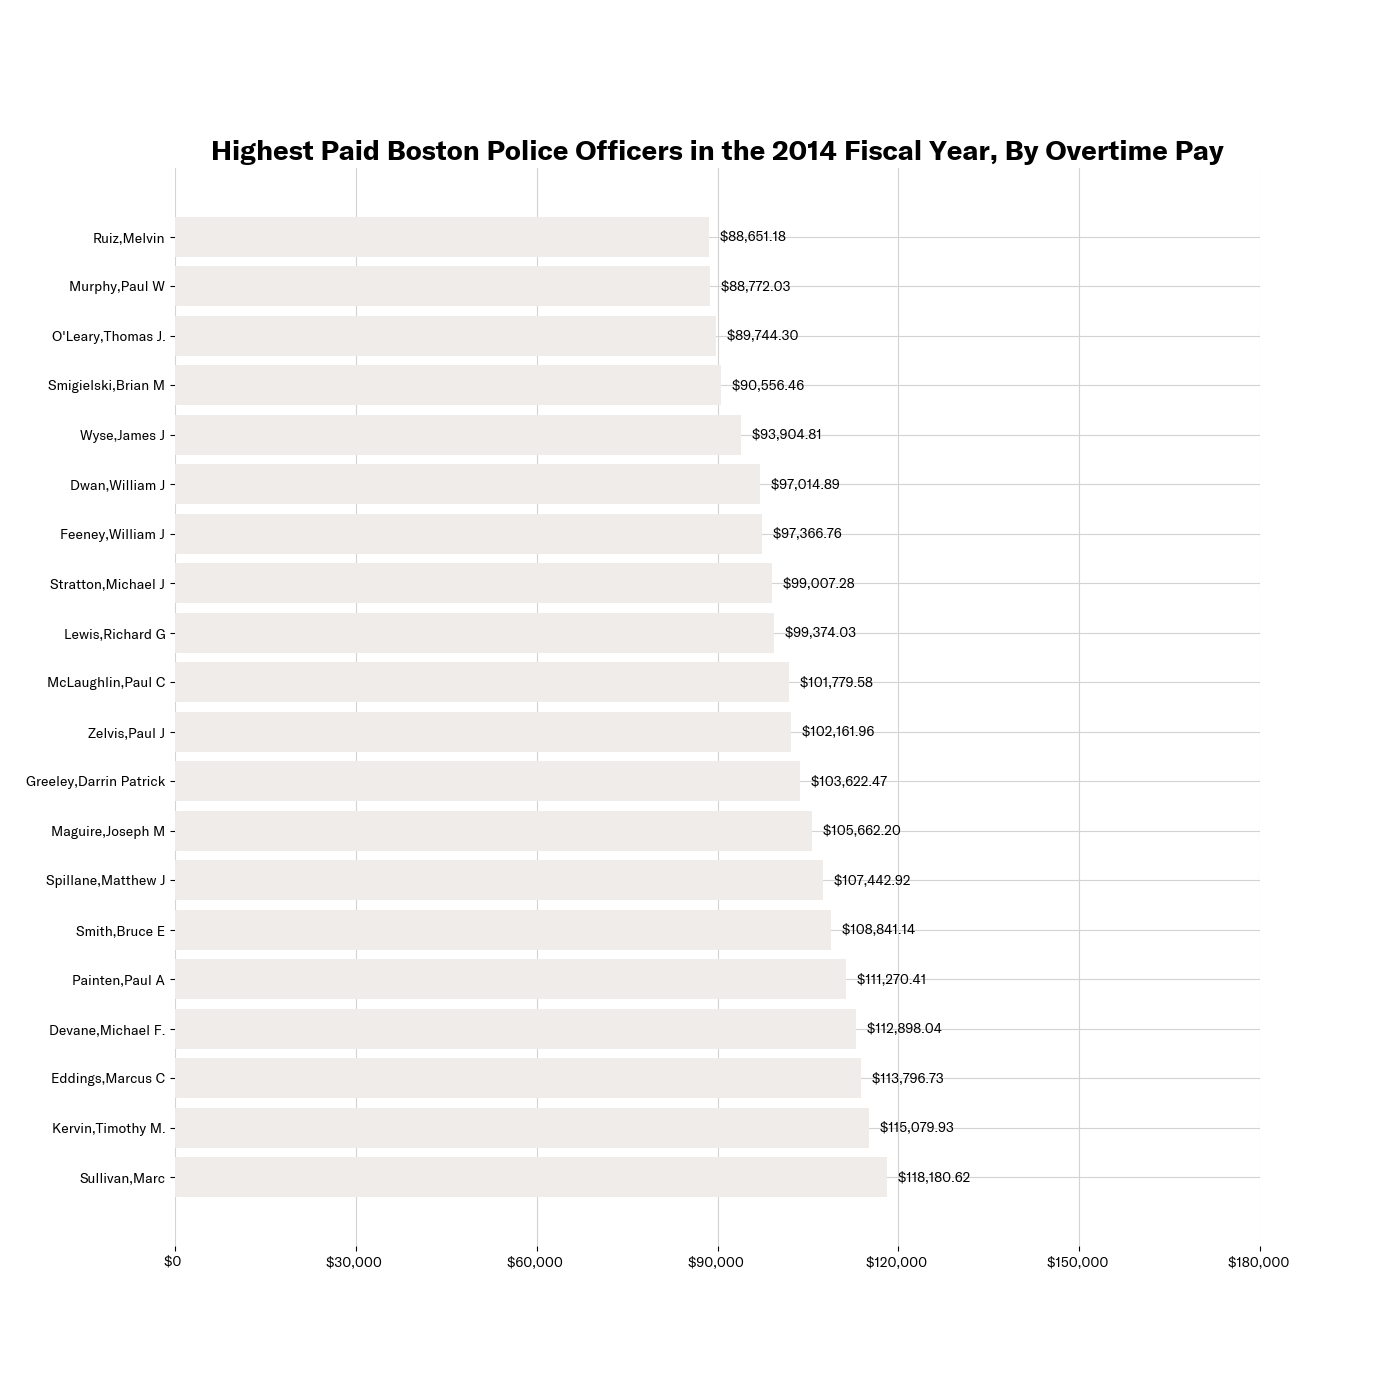 Highest Paid Boston Police Officers in the 2014 Fiscal Year, By Overtime Pay
Ruiz,Melvin $88,651.18
Murphy,Paul W $88,772.03
O'Leary,Thomas J. $89,744.30
Smigielski,Brian M $90,556.46
Wyse,James J $93,904.81
Dwan,William J $97,014.89
Feeney,William J $97,366.76
Stratton,Michael J $99,007.28
Lewis,Richard G $99,374.03
McLaughlin,Paul C $101,779.58
Zelvis,Paul J $102,161.96
Greeley,Darrin Patrick $103,622.47
Maguire,Joseph M $105,662.20
Spillane,Matthew J $107,442.92
Smith,Bruce E $108,841.14
Painten,Paul A $111,270.41
Devane,Michael F. $112,898.04
Eddings,Marcus C $113,796.73
Kervin,Timothy M. $115,079.93
Sullivan,Marc $118,180.62
$0 $30,000 $60,000 $90,000 $120,000 $150,000 $180,000